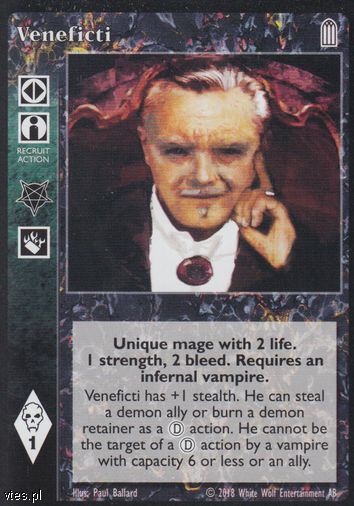 Veneficti
RECRUIT
ACTION
Unique mage with 2 life.
1 strength, 2 bleed. Requires an
infernal vampire.
Veneficti has +1 stealth. He can steal
a demon ally or burn a demon
retainer as a Ⓓ action. He cannot be
the target of a Ⓓ action by a vampire
with capacity 6 or less or an ally.
1
Illus: Paul Ballard © 2018 White Wolf Entertainment AB
vtes.pl